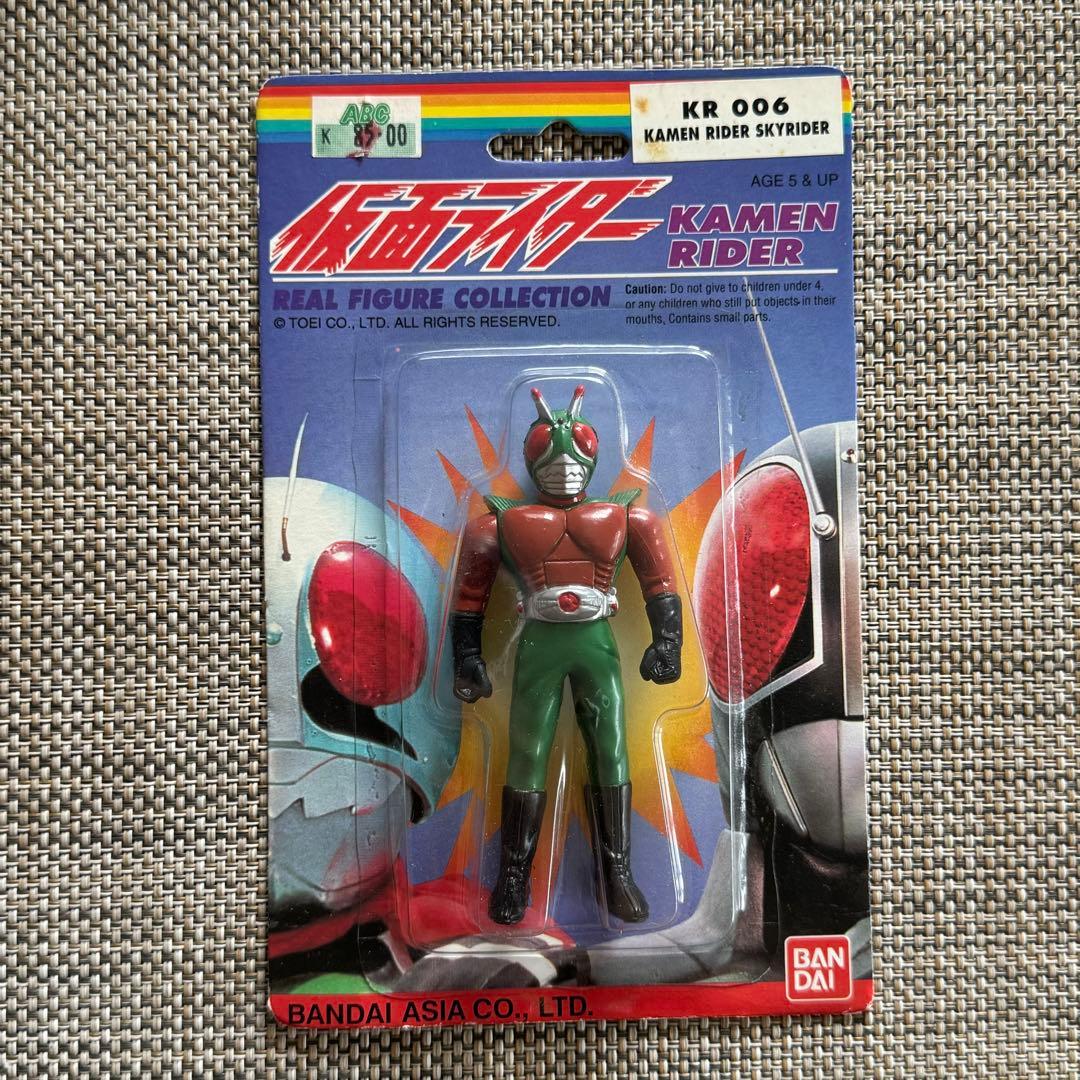 ABC
K 85 00
KR 006
KAMEN RIDER SKYRIDER
AGE 5 & UP
仮面ライダー
KAMEN
RIDER
REAL FIGURE COLLECTION
© TOEI CO., LTD. ALL RIGHTS RESERVED.
Caution: Do not give to children under 4,
or any children who still put objects in their
mouths, Contains small parts.
BAN
DAI
BANDAI ASIA CO., LTD.